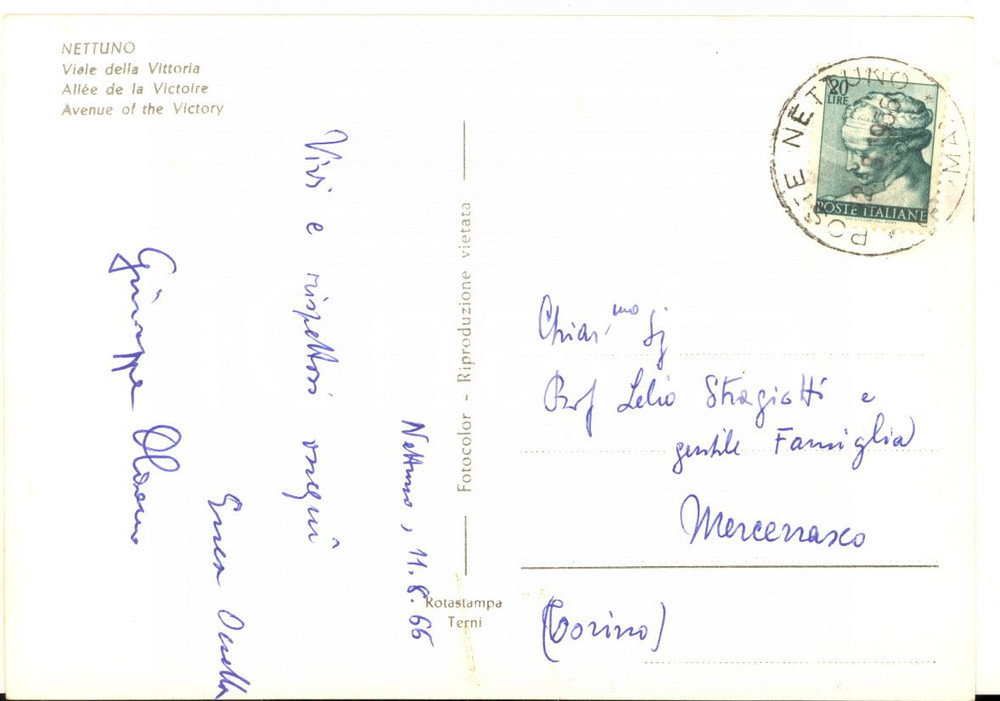 NETTUNO
Viale della Vittoria
Allée de la Victoire
Avenue of the Victory
Nettuno, 11.8.66
Vivi e rispettosi ossequî
Giuseppe
Fotocolor - Riproduzione vietata
Rotastampa
Terni
POSTE NETTUNO
1966
20
LIRE
POSTE ITALIANE
Chiar.mo Sig
Prof Lelio Stragiotti e
gentile Famiglia
Mercenasco
(Torino)